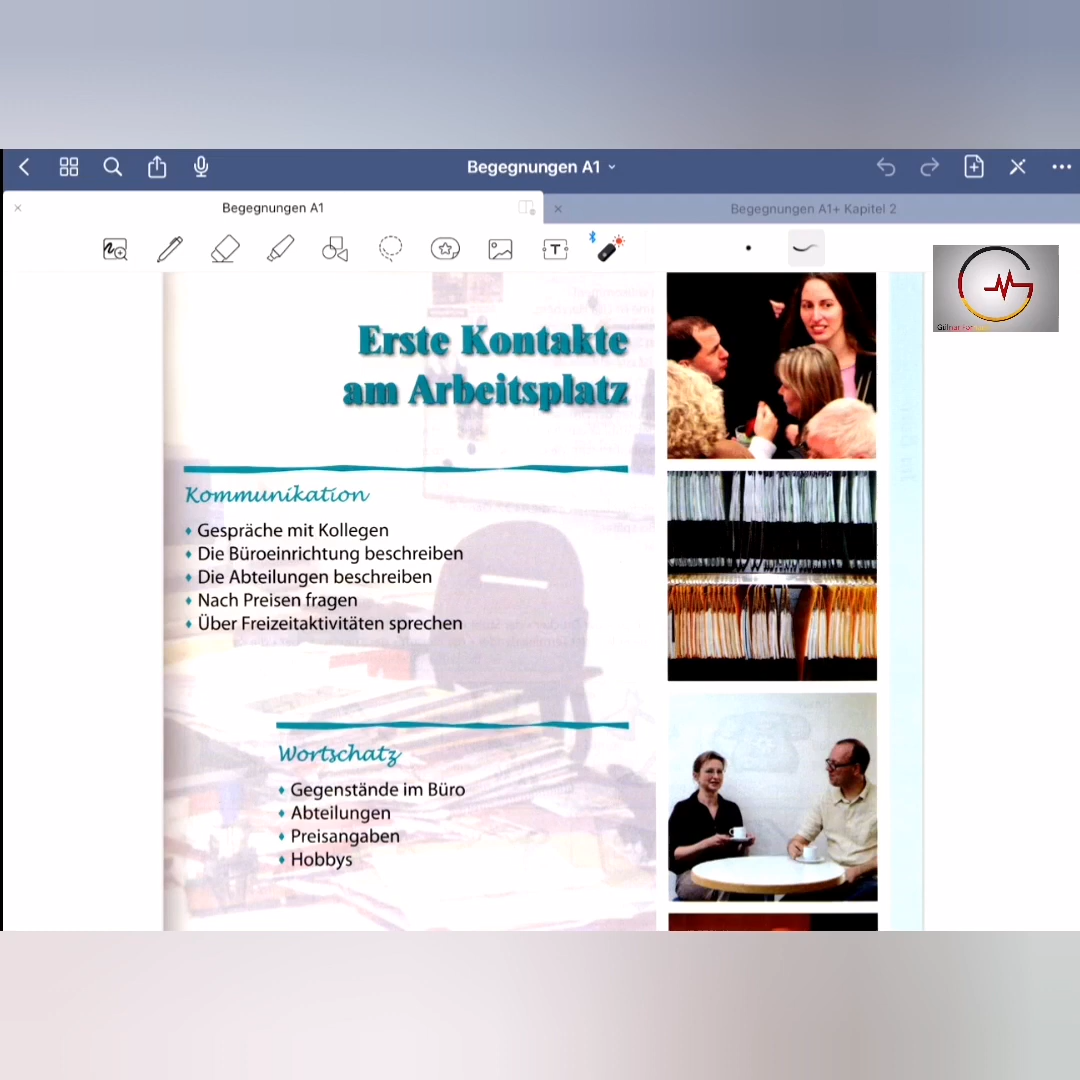 Begegnungen A1
Begegnungen A1
Begegnungen A1+ Kapitel 2
T
Erste Kontakte
am Arbeitsplatz
Kommunikation
Gespräche mit Kollegen
Die Büroeinrichtung beschreiben
Die Abteilungen beschreiben
Nach Preisen fragen
Über Freizeitaktivitäten sprechen
Wortschatz
Gegenstände im Büro
Abteilungen
Preisangaben
Hobbys